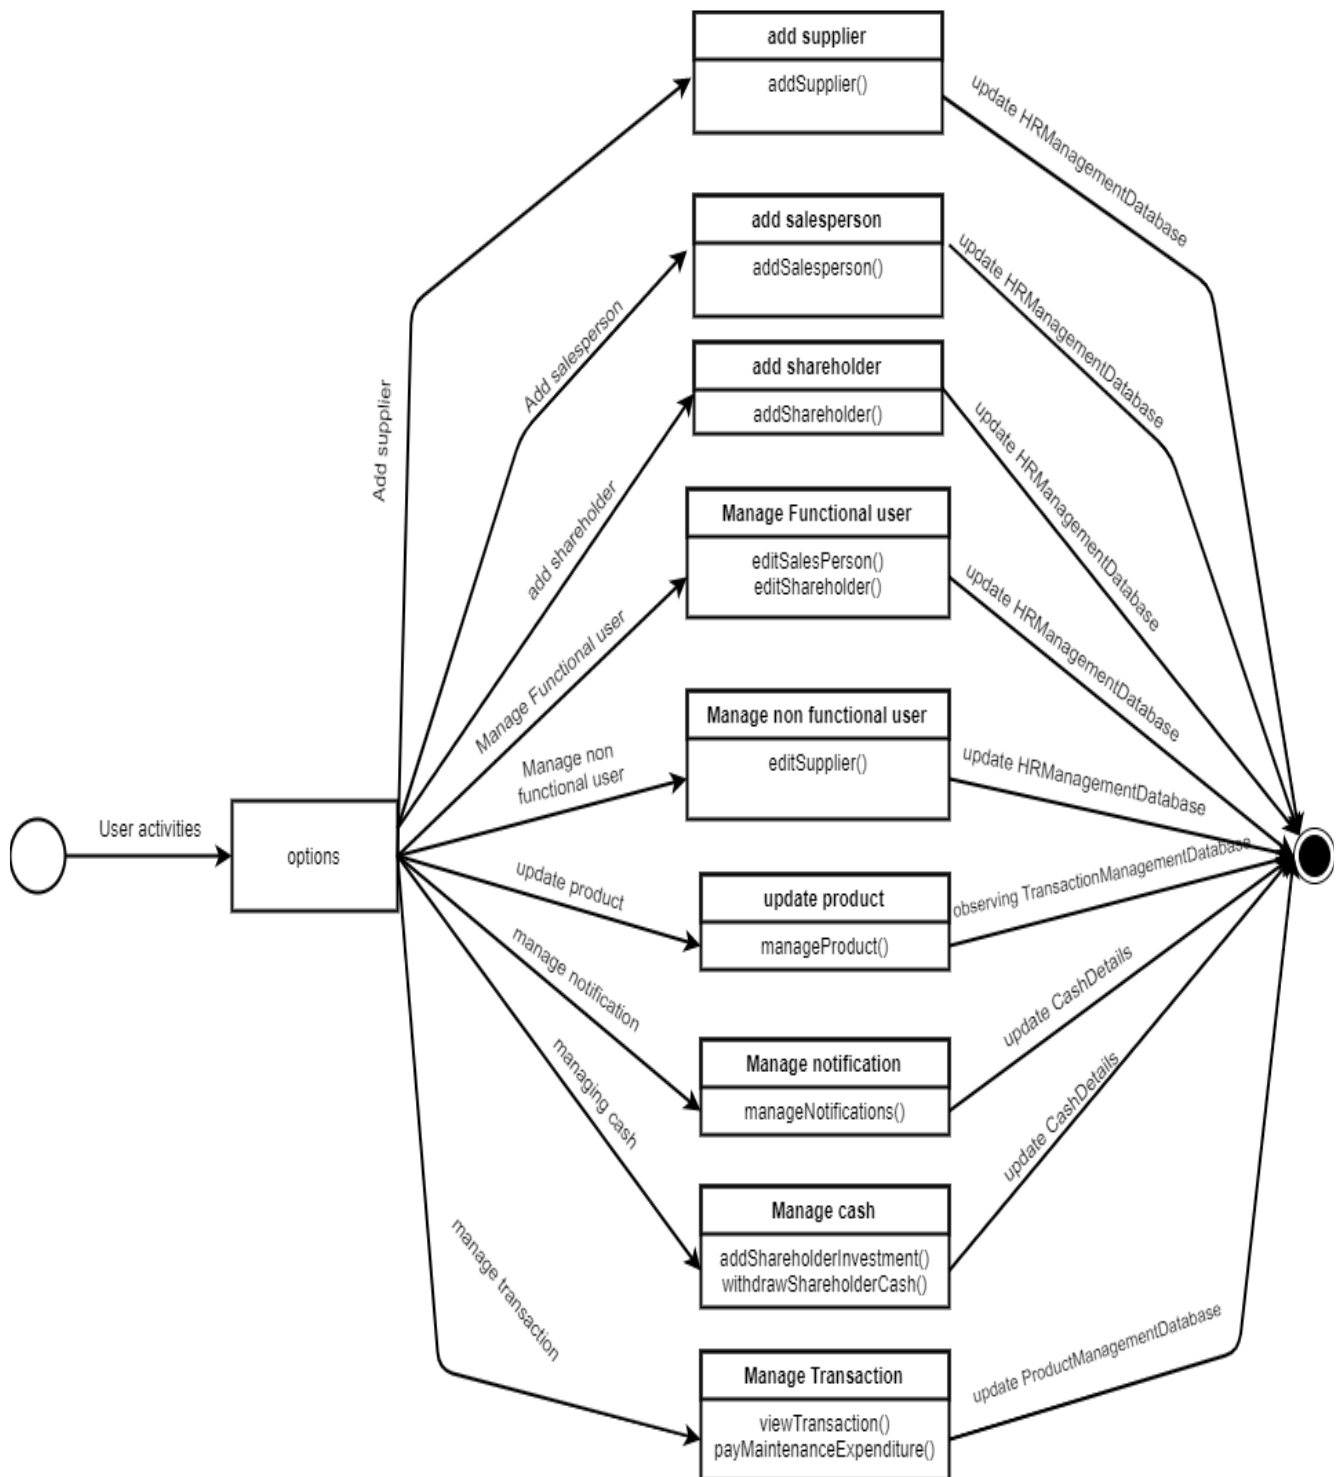 add supplier
addSupplier()
update HRManagementDatabase
add salesperson
addSalesperson()
update HRManagementDatabase
Add salesperson
Add supplier
add shareholder
addShareholder()
update HRManagementDatabase
add shareholder
Manage Functional user
editSalesPerson()
editShareholder()
update HRManagementDatabase
Manage Functional user
Manage non functional user
editSupplier()
update HRManagementDatabase
Manage non
functional user
User activities
options
update product
update product
manageProduct()
observing TransactionManagementDatabase
manage notification
Manage notification
manageNotifications()
update CashDetails
managing cash
Manage cash
addShareholderInvestment()
withdrawShareholderCash()
update CashDetails
manage transaction
Manage Transaction
viewTransaction()
payMaintenanceExpenditure()
update ProductManagementDatabase